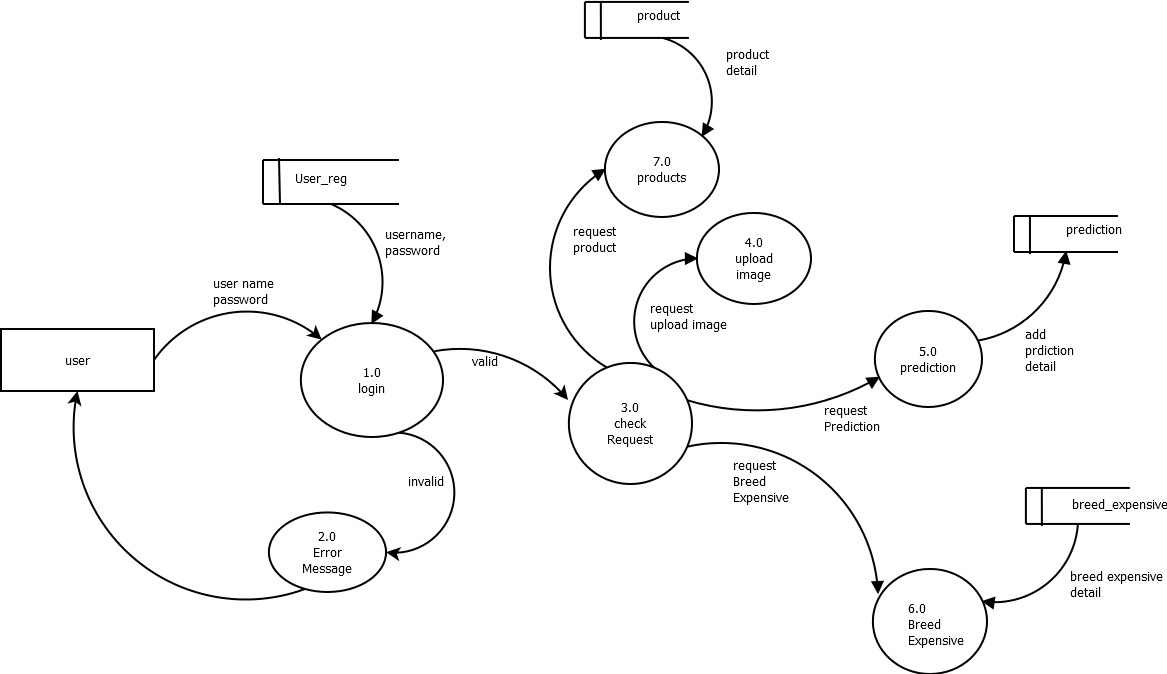 product
product
detail
7.0
products
User_reg
username,
password
request
product
4.0
upload
image
prediction
user name
password
request
upload image
user
1.0
login
valid
5.0
prediction
add
prdiction
detail
3.0
check
Request
request
Prediction
invalid
request
Breed
Expensive
2.0
Error
Message
breed_expensive
breed expensive
detail
6.0
Breed
Expensive